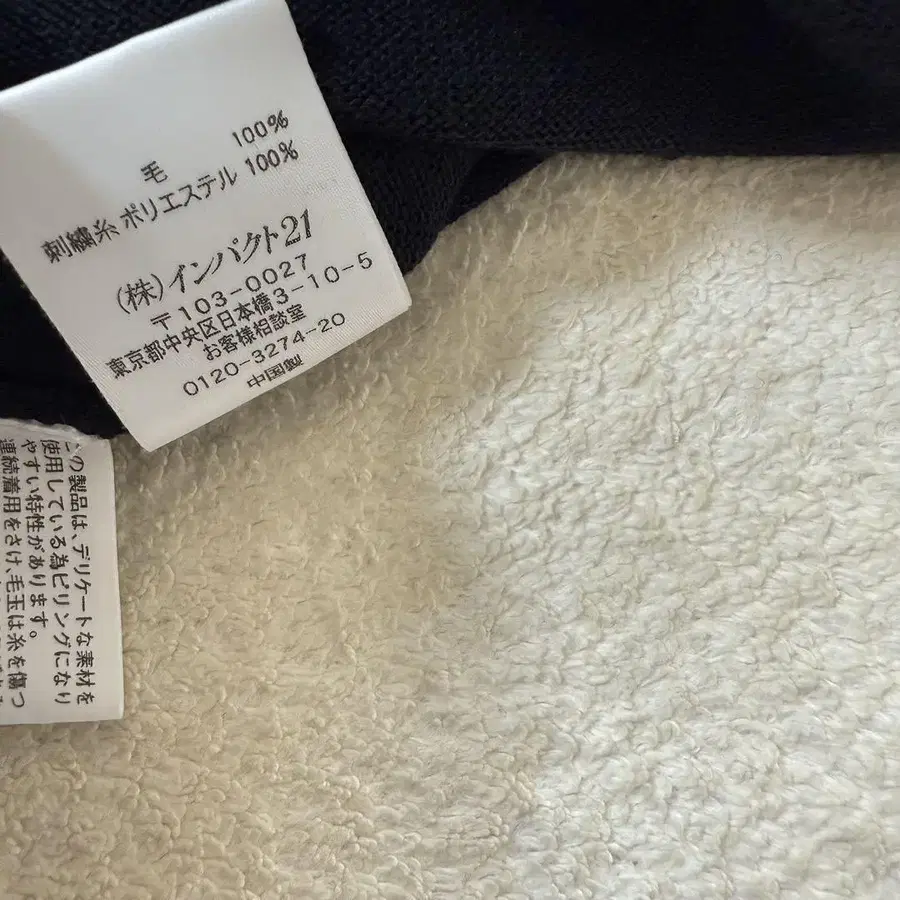 毛 100%
刺繍糸 ポリエステル 100%
(株)インパクト21
〒103-0027
東京都中央区日本橋3-10-5
お客様相談室
0120-3274-20
中国製
この製品は、デリケートな素材を
使用している為ピリングになり
やすい特性があります。
連続着用をさけ、毛玉は糸を傷つ